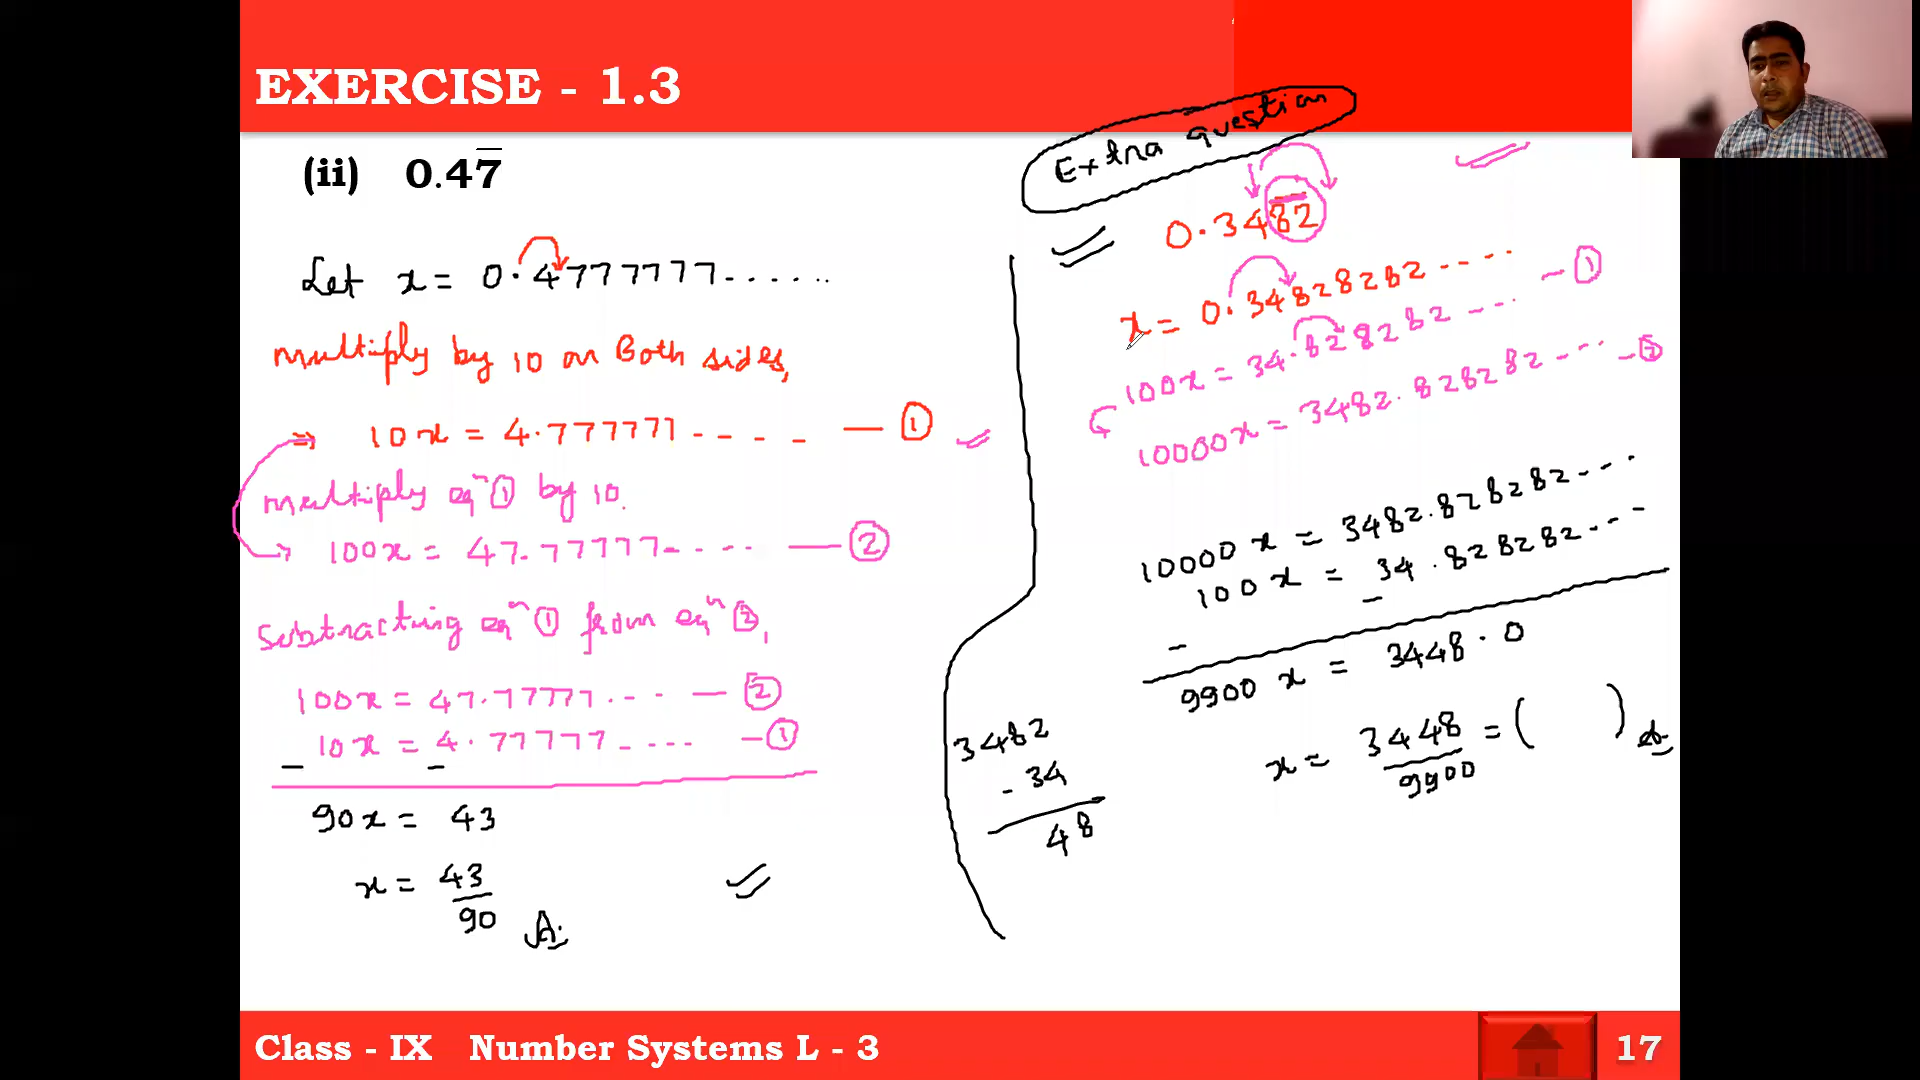 EXERCISE - 1.3
(ii) 0.47̅
Let x = 0.4777777......
multiply by 10 on Both sides,
⇒ 10x = 4.777777---- — ①
multiply eqⁿ ① by 10.
→ 100x = 47.77777----- — ②
Subtracting eqⁿ ① from eqⁿ ②,
100x = 47.77777.-- — ②
- 10x = - 4.77777---- — ①
90x = 43
x = 43/90 A.
Extra question
0.348̅2̅
x = 0.34828282----
100x = 34.828282--- — ①
10000x = 3482.828282---- — ②
10000x = 3482.828282---
- 100x = - 34.828282---
9900x = 3448.0
x = 3448/9900 = ( ) A.
3482
- 34
48
Class - IX Number Systems L - 3
17